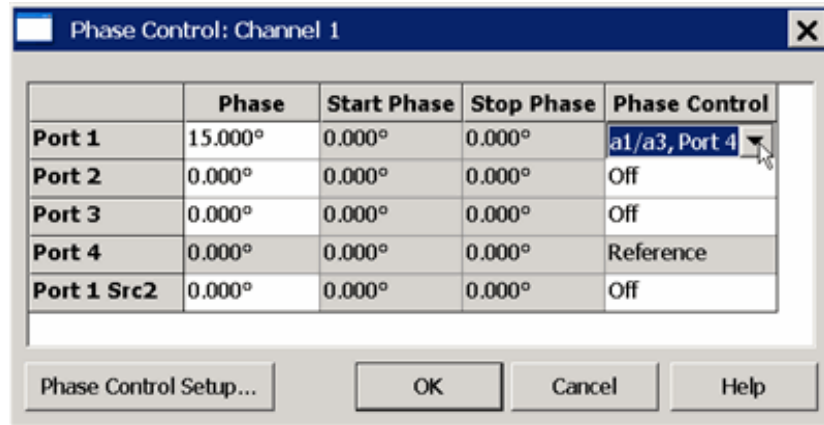 Phase Control: Channel 1
Phase Start Phase Stop Phase Phase Control
Port 1 15.000° 0.000° 0.000° a1/a3, Port 4
Port 2 0.000° 0.000° 0.000° Off
Port 3 0.000° 0.000° 0.000° Off
Port 4 0.000° 0.000° 0.000° Reference
Port 1 Src2 0.000° 0.000° 0.000° Off
Phase Control Setup... OK Cancel Help